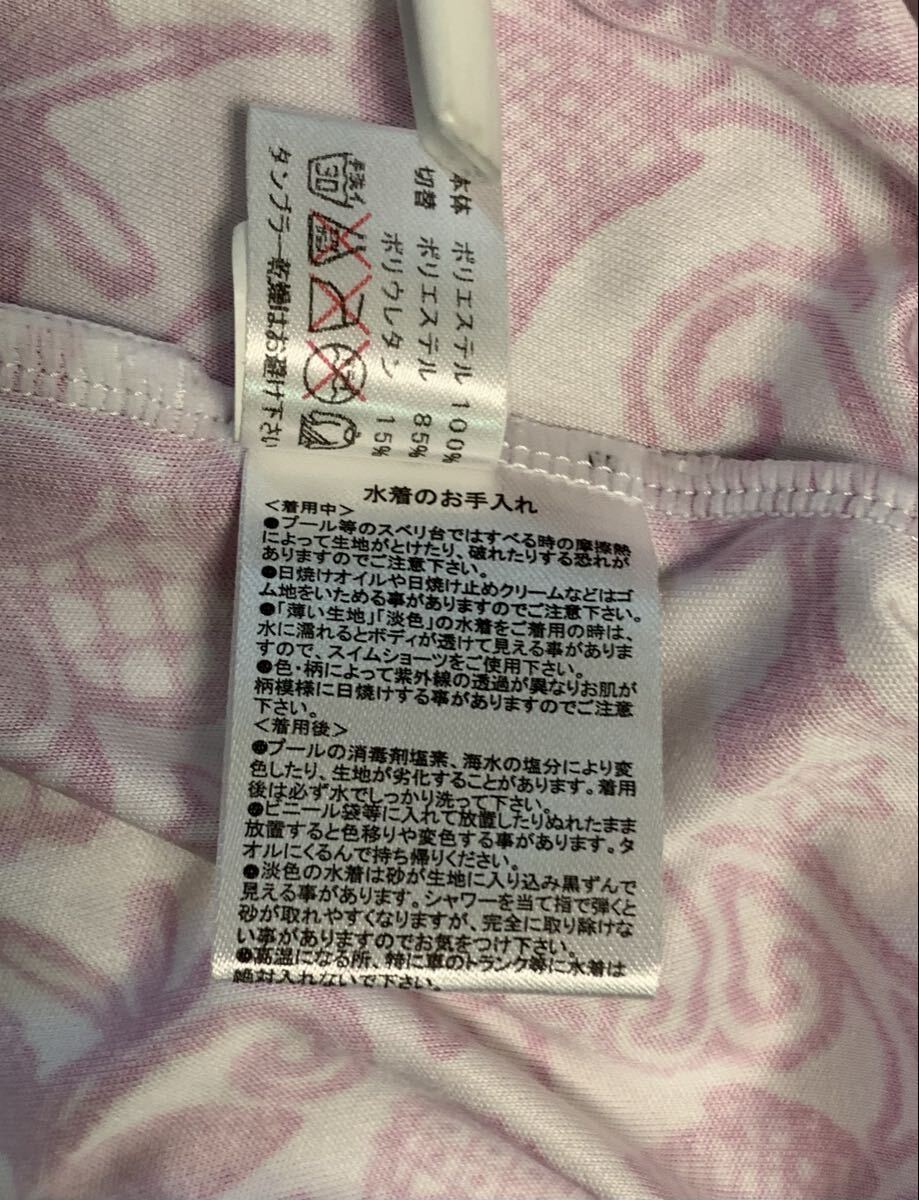 本体 ポリエステル 100%
切替 ポリエステル 85%
ポリウレタン 15%
手洗イ
30
タンブラー乾燥はお避け下さい
水着のお手入れ
<着用中>
●プール等のスベリ台ではすべる時の摩擦熱
によって生地がとけたり、破れたりする恐れが
ありますのでご注意下さい。
●日焼けオイルや日焼け止めクリームなどはゴ
ム地をいためる事がありますのでご注意下さい。
●「薄い生地」「淡色」の水着をご着用の時は、
水に濡れるとボディが透けて見える事がありま
すので、スイムショーツをご使用下さい。
●色・柄によって紫外線の透過が異なりお肌が
柄模様に日焼けする事がありますのでご注意
下さい。
<着用後>
●プールの消毒剤塩素、海水の塩分により変
色したり、生地が劣化することがあります。着用
後は必ず水でしっかり洗って下さい。
●ビニール袋等に入れて放置したりぬれたまま
放置すると色移りや変色する事があります。タ
オルにくるんで持ち帰りください。
●淡色の水着は砂が生地に入り込み黒ずんで
見える事があります。シャワーを当て指で弾くと
砂が取れやすくなりますが、完全に取り除けな
い事がありますのでお気をつけ下さい。
●高温になる所、特に車のトランク等に水着は
絶対入れないで下さい。